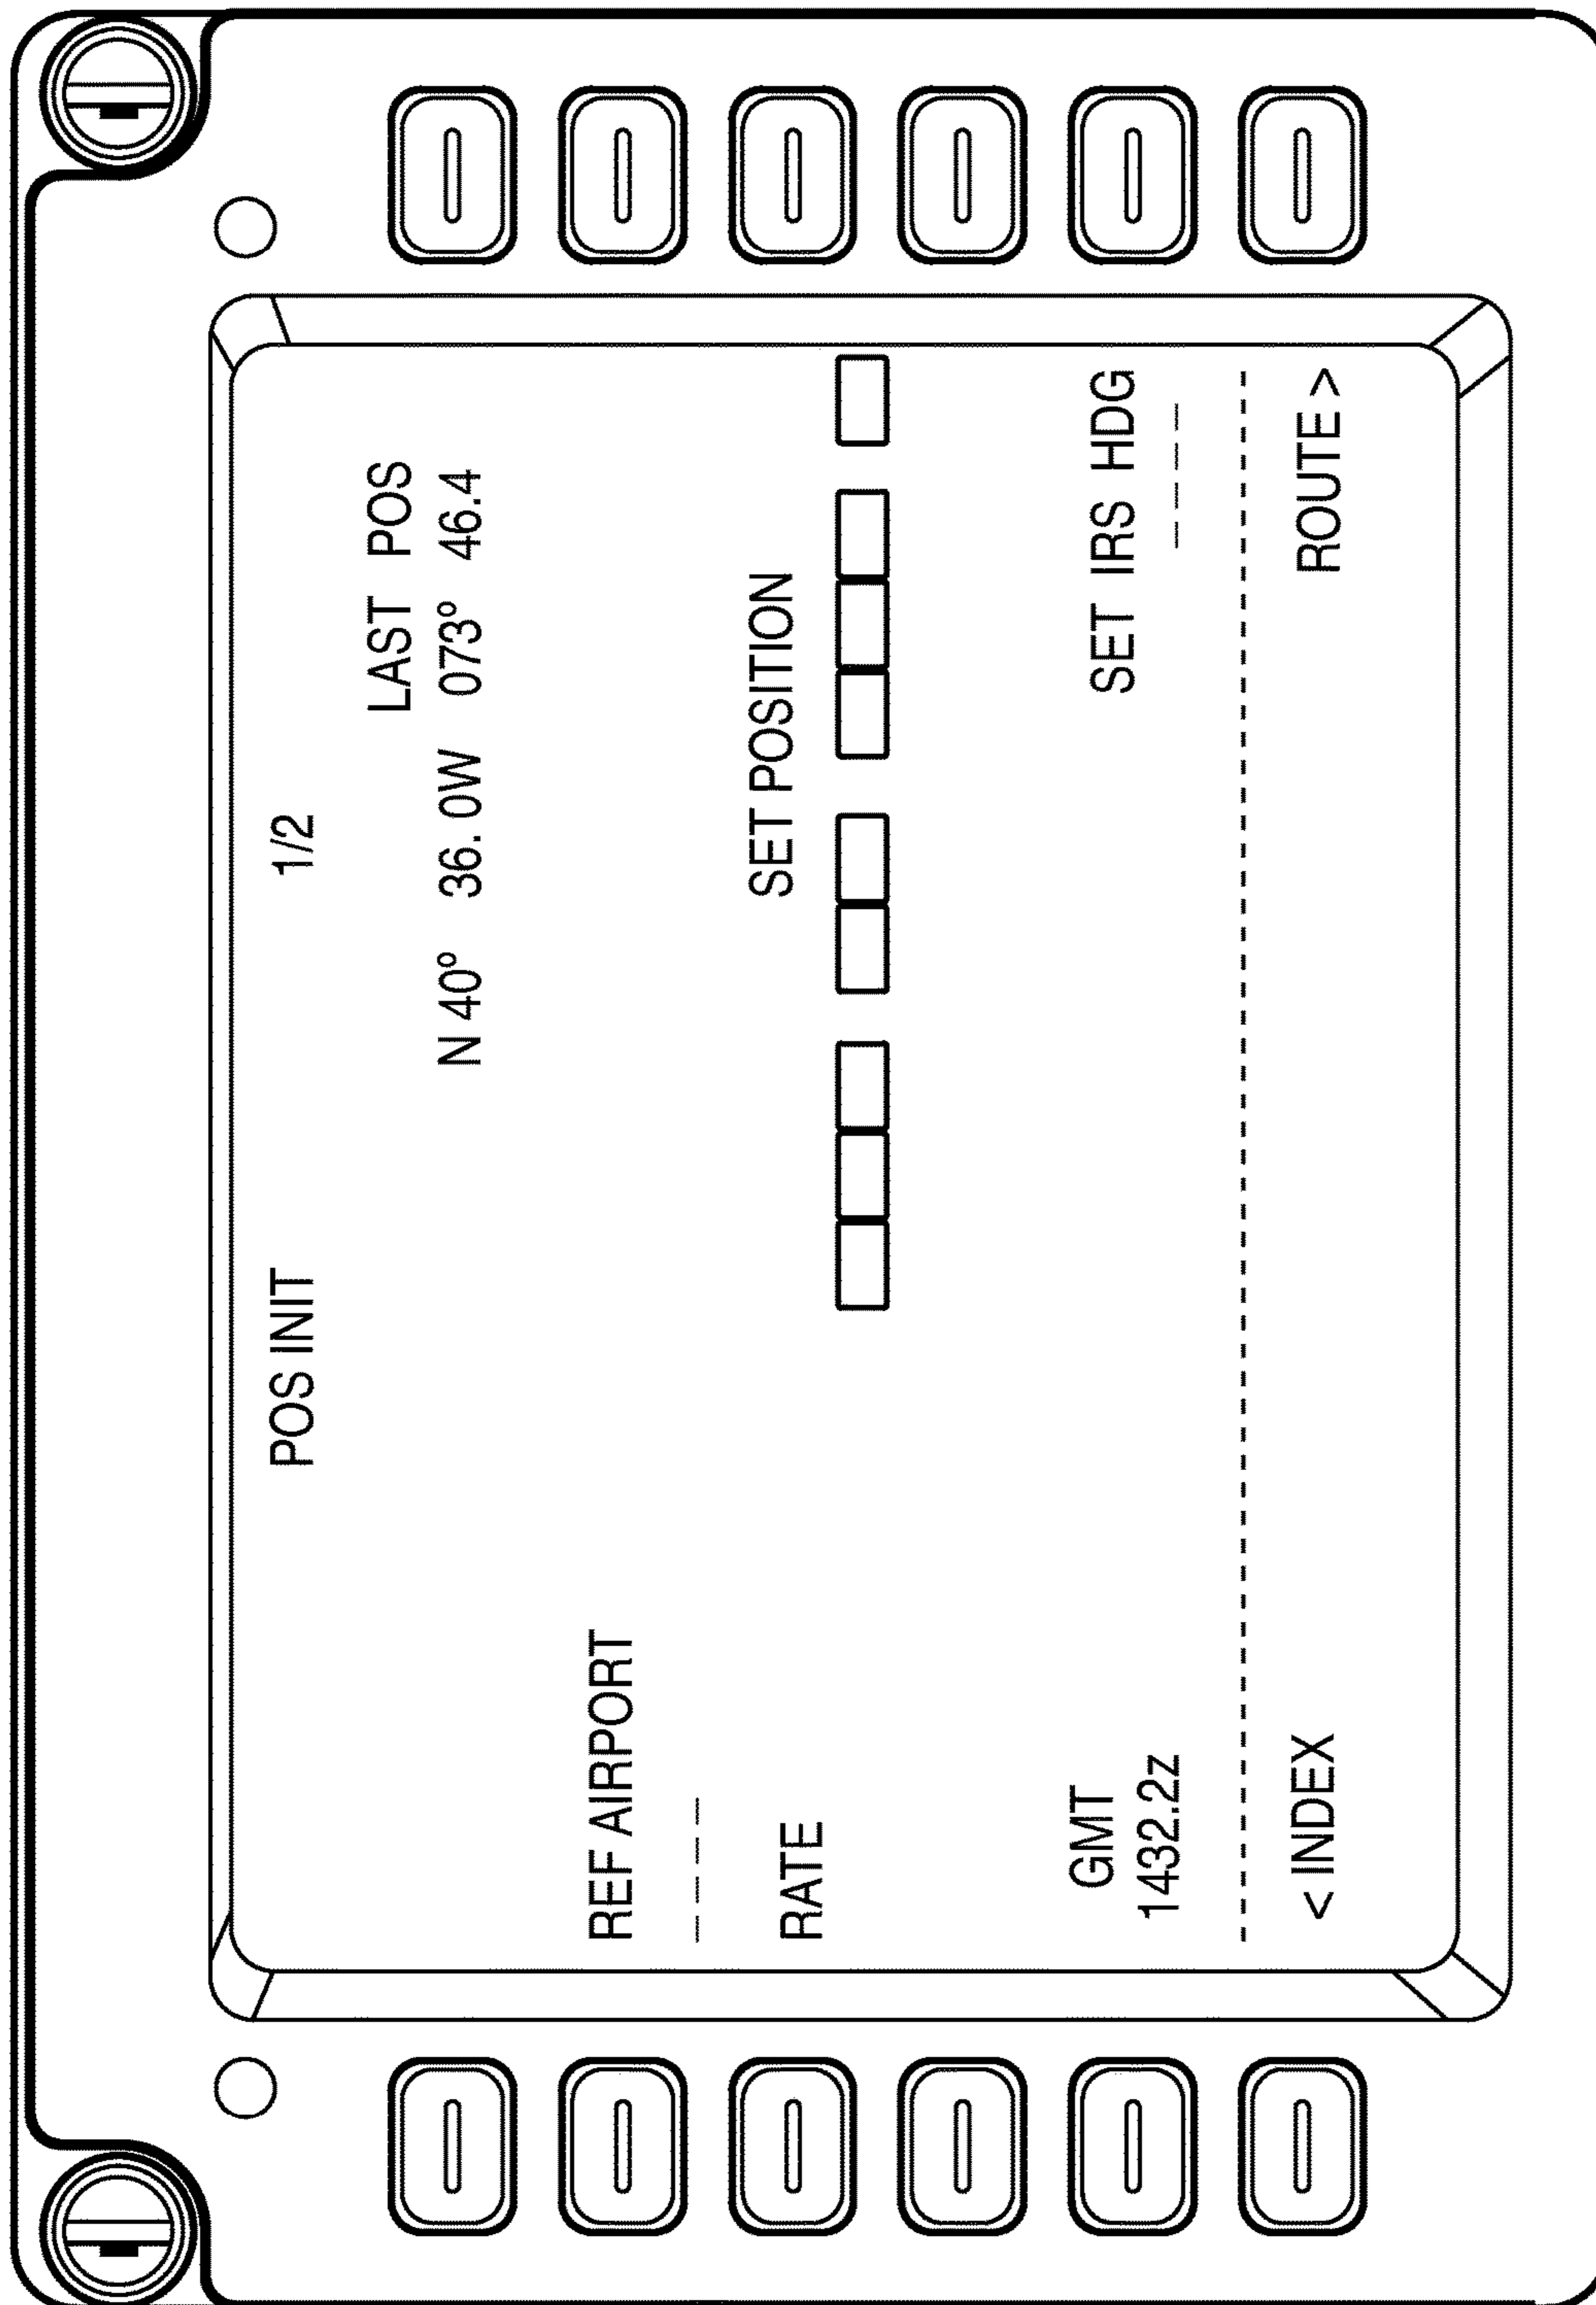 POS INIT 1/2
LAST POS
N 40° 36. 0W 073° 46.4
REF AIRPORT
- - - -
SET POSITION
RATE
GMT SET IRS HDG
1432.2z - - - -
< INDEX ROUTE >